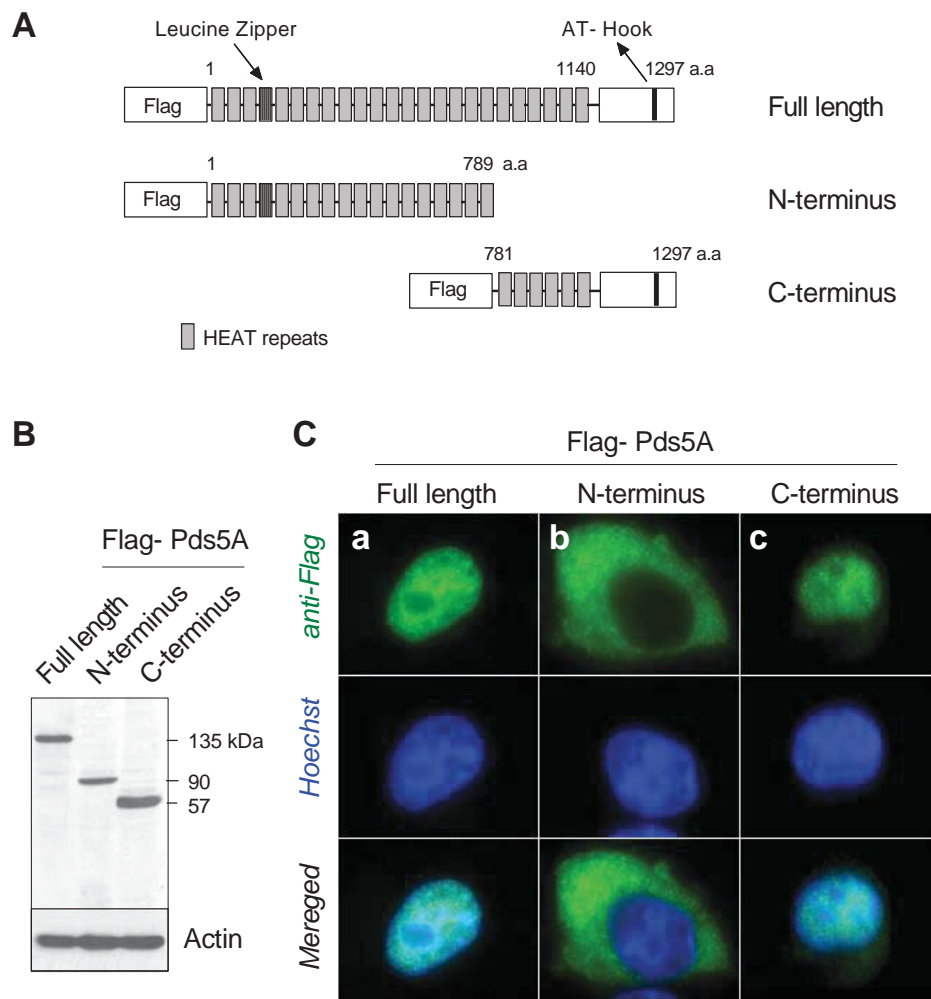 A
Leucine Zipper
AT- Hook
1 1140 1297 a.a
Flag
Full length
1 789 a.a
Flag
N-terminus
781 1297 a.a
Flag
C-terminus
HEAT repeats
B
Flag- Pds5A
Full length
N-terminus
C-terminus
135 kDa
90
57
Actin
C
Flag- Pds5A
Full length N-terminus C-terminus
anti-Flag
a b c
Hoechst
Mereged